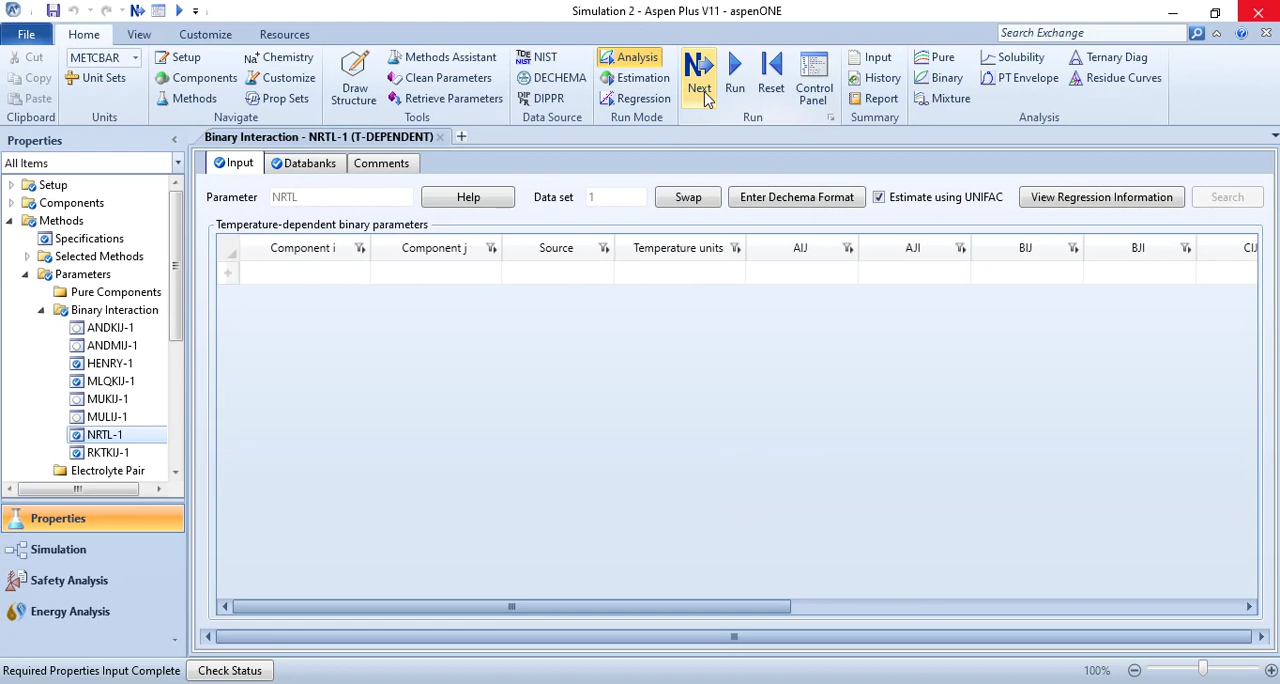 Simulation 2 - Aspen Plus V11 - aspenONE
File
Home
View
Customize
Resources
Search Exchange
Cut
Copy
Paste
Clipboard
METCBAR
Unit Sets
Units
Setup
Components
Methods
Chemistry
Customize
Prop Sets
Navigate
Draw
Structure
Methods Assistant
Clean Parameters
Retrieve Parameters
Tools
NIST
DECHEMA
DIPPR
Data Source
Analysis
Estimation
Regression
Run Mode
Next
Run
Reset
Control
Panel
Run
Input
History
Report
Summary
Pure
Binary
Mixture
Solubility
PT Envelope
Ternary Diag
Residue Curves
Analysis
Properties
All Items
Setup
Components
Methods
Specifications
Selected Methods
Parameters
Pure Components
Binary Interaction
ANDKIJ-1
ANDMIJ-1
HENRY-1
MLQKIJ-1
MUKIJ-1
MULIJ-1
NRTL-1
RKTKIJ-1
Electrolyte Pair
Properties
Simulation
Safety Analysis
Energy Analysis
Binary Interaction - NRTL-1 (T-DEPENDENT)
Input
Databanks
Comments
Parameter
NRTL
Help
Data set
1
Swap
Enter Dechema Format
Estimate using UNIFAC
View Regression Information
Search
Temperature-dependent binary parameters
Component i
Component j
Source
Temperature units
AIJ
AJI
BIJ
BJI
CIJ
Required Properties Input Complete
Check Status
100%